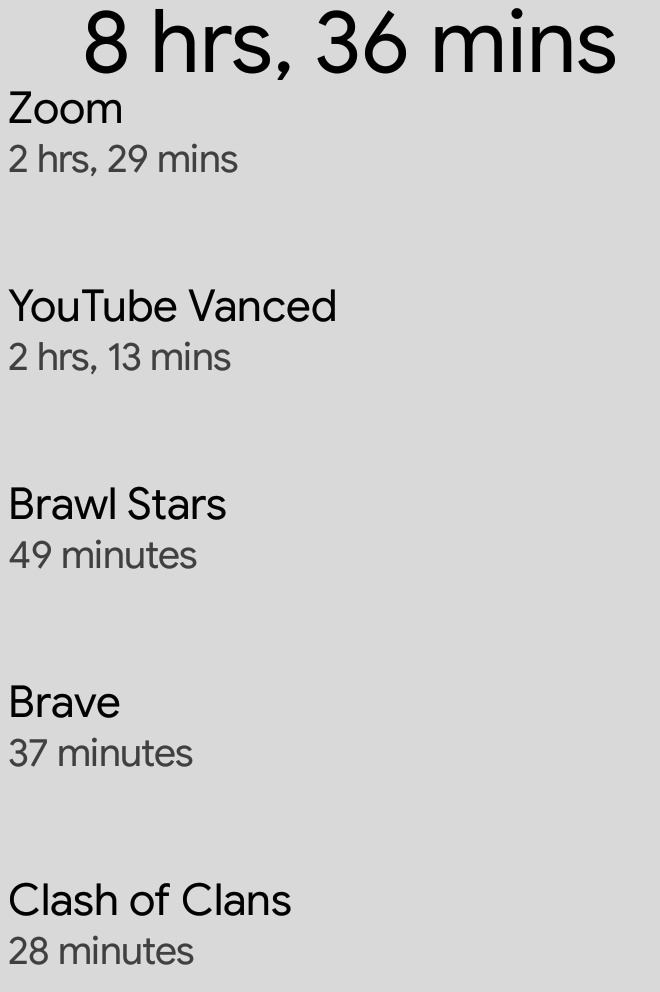 8 hrs, 36 mins
Zoom
2 hrs, 29 mins
YouTube Vanced
2 hrs, 13 mins
Brawl Stars
49 minutes
Brave
37 minutes
Clash of Clans
28 minutes